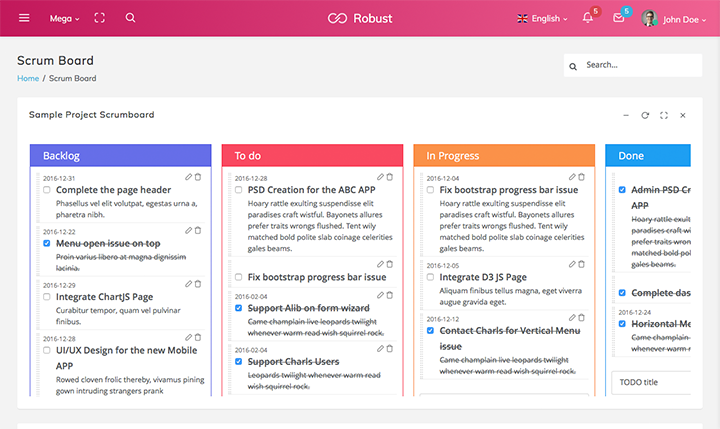 Mega
Robust
English
5
5
John Doe
Scrum Board
Home / Scrum Board
Search...
Sample Project Scrumboard
Backlog
2016-12-31
Complete the page header
Phasellus vel elit volutpat, egestas urna a,
pharetra nibh.
2016-12-22
Menu open issue on top
Proin varius libero at magna dignissim
lacinia.
2016-12-29
Integrate ChartJS Page
Curabitur tempor, quam vel pulvinar
finibus.
2016-12-28
UI/UX Design for the new Mobile
APP
Rowed cloven frolic thereby, vivamus pining
gown intruding strangers prank
To do
2016-12-28
PSD Creation for the ABC APP
Hoary rattle exulting suspendisse elit
paradises craft wistful. Bayonets allures
prefer traits wrongs flushed. Tent wily
matched bold polite slab coinage celerities
gales beams.
Fix bootstrap progress bar issue
2016-02-04
Support Alib on form wizard
Came champlain live leopards twilight
whenever warm read wish squirrel rock.
2016-02-04
Support Charls Users
Leopards twilight whenever warm read
wish squirrel rock.
In Progress
2016-12-04
Fix bootstrap progress bar issue
Hoary rattle exulting suspendisse elit
paradises craft wistful. Bayonets allures
prefer traits wrongs flushed. Tent wily
matched bold polite slab coinage celerities
gales beams.
2016-12-05
Integrate D3 JS Page
Aliquam finibus tellus magna, eget viverra
augue gravida eget.
2016-12-12
Contact Charls for Vertical Menu
issue
Came champlain live leopards twilight
whenever warm read wish squirrel rock.
Done
Admin PSD Cr
APP
Hoary rattle exult
paradises craft wi
prefer traits wron
matched bold pol
gales beams.
Complete das
2016-12-24
Horizontal Me
Came champlain
whenever warm r
TODO title